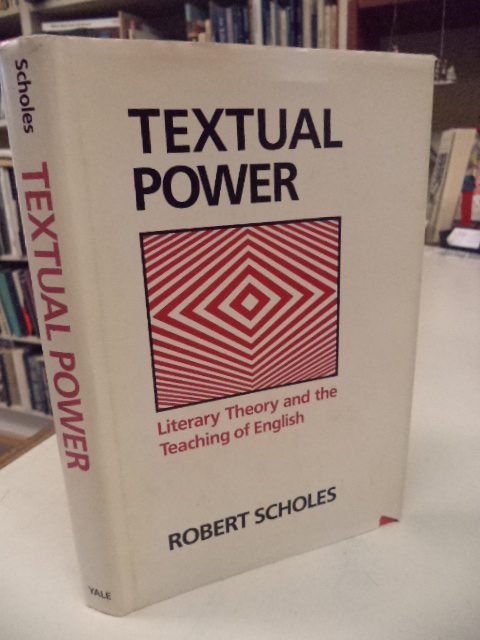 Scholes
TEXTUAL POWER
YALE
TEXTUAL
POWER
Literary Theory and the
Teaching of English
ROBERT SCHOLES